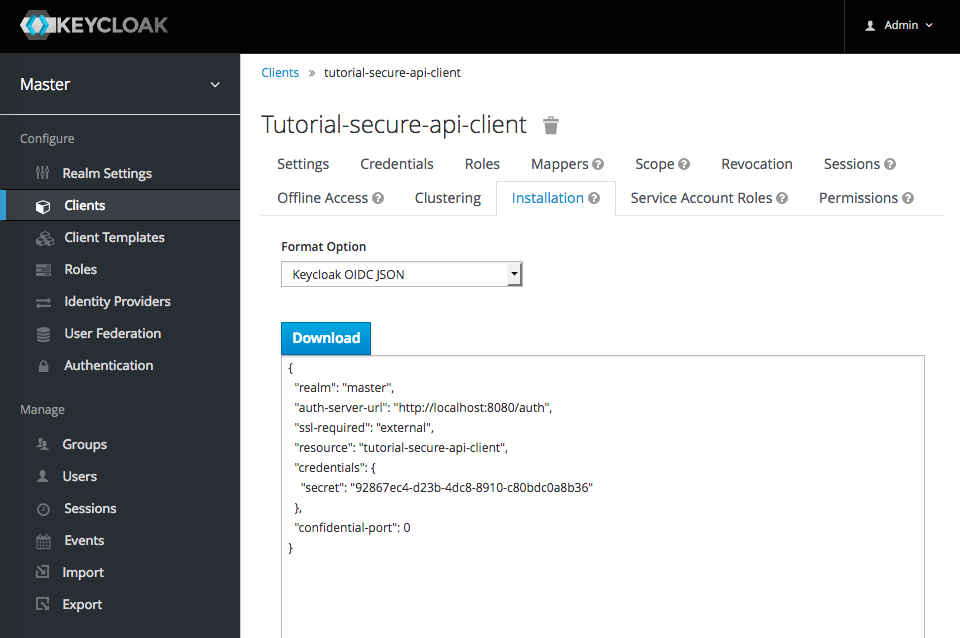 KEYCLOAK
Admin
Master
Configure
Realm Settings
Clients
Client Templates
Roles
Identity Providers
User Federation
Authentication
Manage
Groups
Users
Sessions
Events
Import
Export
Clients » tutorial-secure-api-client
Tutorial-secure-api-client
Settings Credentials Roles Mappers ? Scope ? Revocation Sessions ?
Offline Access ? Clustering Installation ? Service Account Roles ? Permissions ?
Format Option
Keycloak OIDC JSON
Download
{
"realm": "master",
"auth-server-url": "http://localhost:8080/auth",
"ssl-required": "external",
"resource": "tutorial-secure-api-client",
"credentials": {
"secret": "92867ec4-d23b-4dc8-8910-c80bdc0a8b36"
},
"confidential-port": 0
}